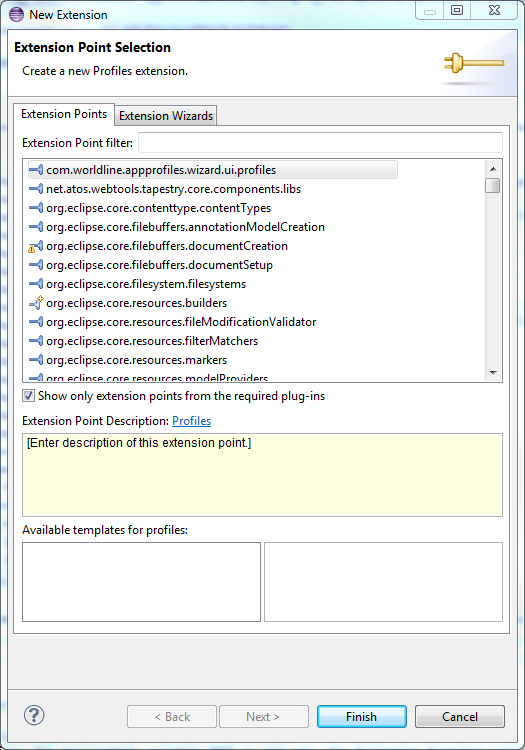 New Extension
Extension Point Selection
Create a new Profiles extension.
Extension Points
Extension Wizards
Extension Point filter:
com.worldline.appprofiles.wizard.ui.profiles
net.atos.webtools.tapestry.core.components.libs
org.eclipse.core.contenttype.contentTypes
org.eclipse.core.filebuffers.annotationModelCreation
org.eclipse.core.filebuffers.documentCreation
org.eclipse.core.filebuffers.documentSetup
org.eclipse.core.filesystem.filesystems
org.eclipse.core.resources.builders
org.eclipse.core.resources.fileModificationValidator
org.eclipse.core.resources.filterMatchers
org.eclipse.core.resources.markers
org.eclipse.core.resources.modelProviders
Show only extension points from the required plug-ins
Extension Point Description: Profiles
[Enter description of this extension point.]
Available templates for profiles:
?
< Back
Next >
Finish
Cancel